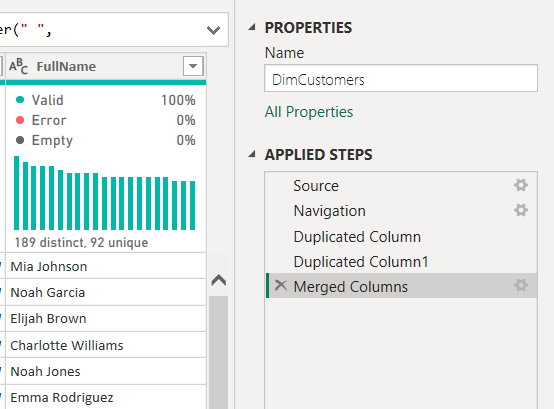 er(" ",
ABC FullName
Valid 100%
Error 0%
Empty 0%
189 distinct, 92 unique
Mia Johnson
Noah Garcia
Elijah Brown
Charlotte Williams
Noah Jones
Emma Rodriguez
PROPERTIES
Name
DimCustomers
All Properties
APPLIED STEPS
Source
Navigation
Duplicated Column
Duplicated Column1
Merged Columns